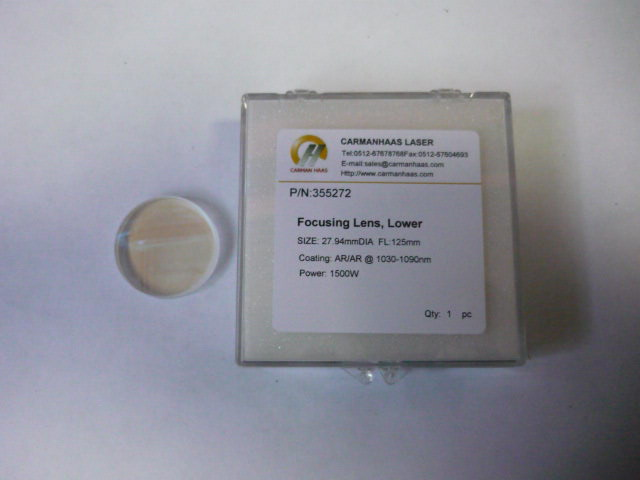 CARMANHAAS LASER
Tel:0512-67678768Fax:0512-67604693
E-mail:sales@carmanhaas.com
Http://www.carmanhaas.com
CARMAN HAAS
P/N:355272
Focusing Lens, Lower
SIZE: 27.94mmDIA FL:125mm
Coating: AR/AR @ 1030-1090nm
Power: 1500W
Qty: 1 pc